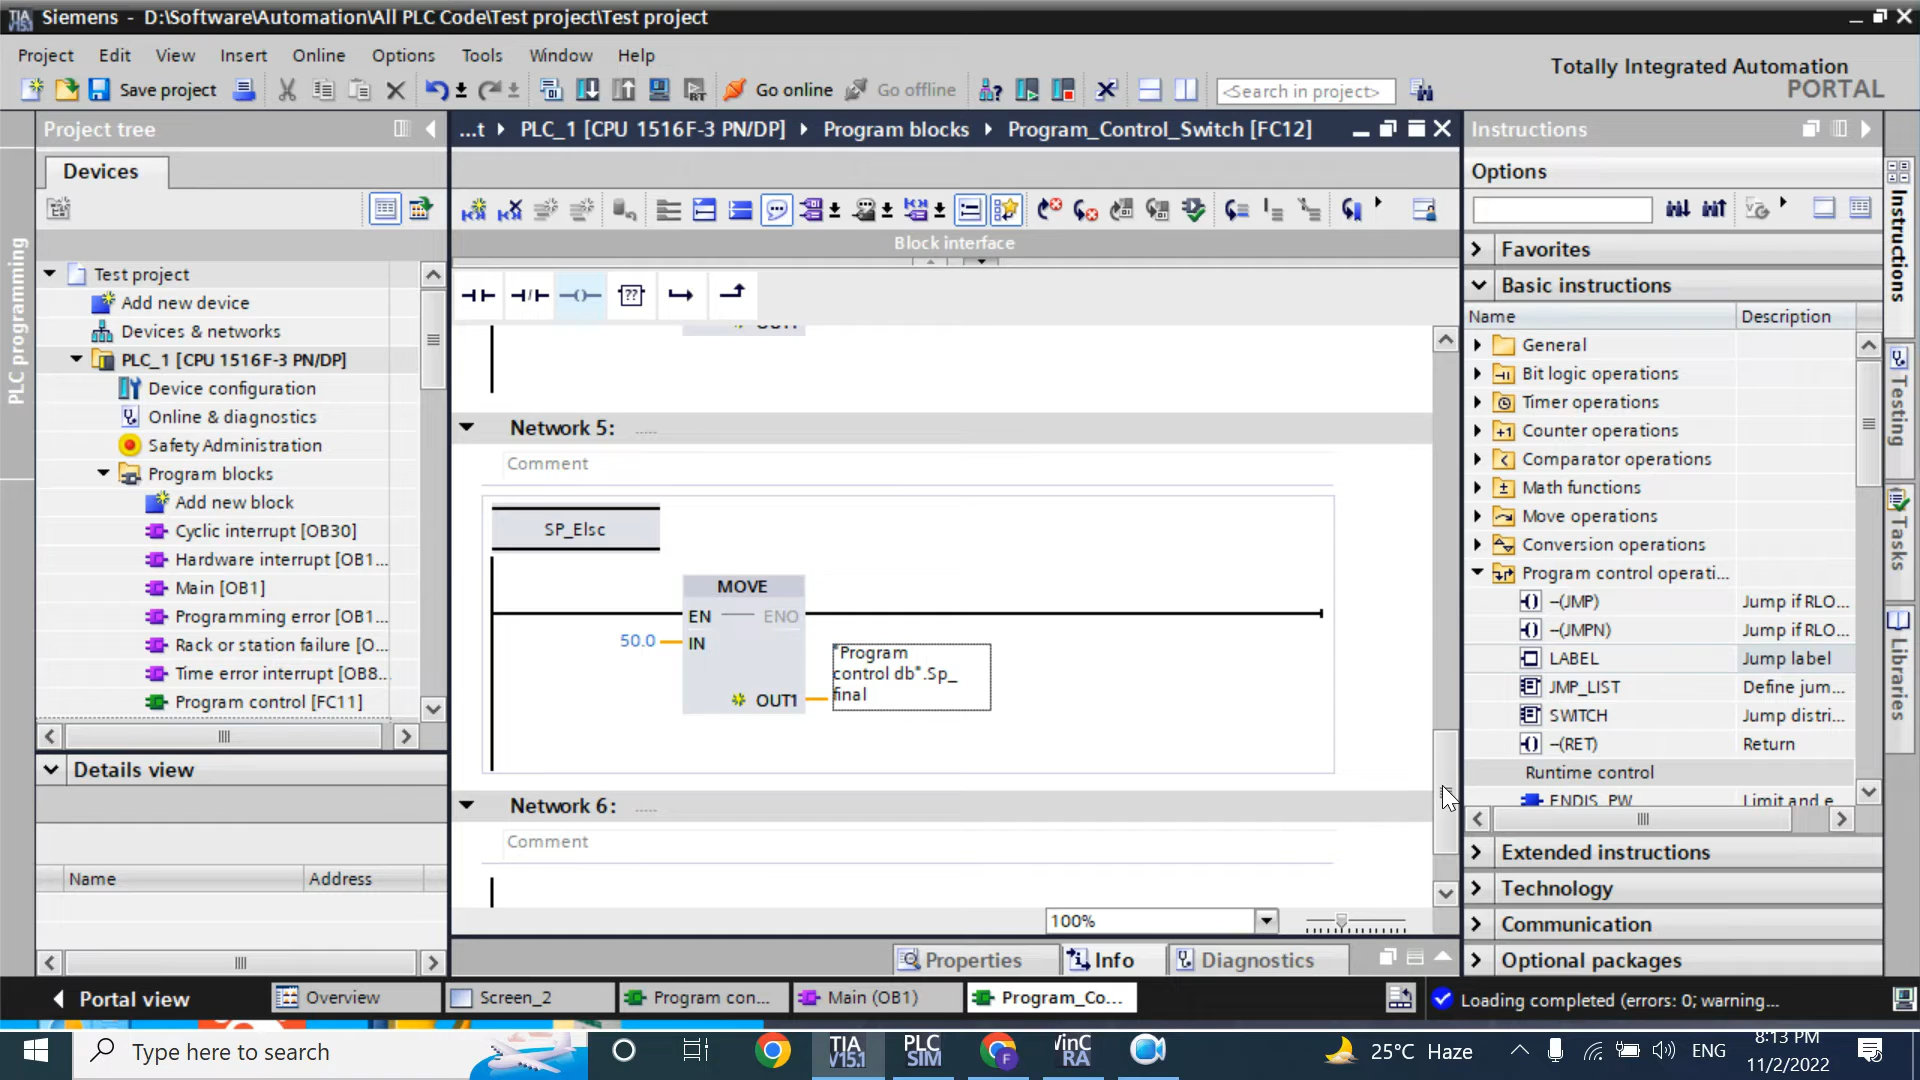 Siemens - D:\Software\Automation\All PLC Code\Test project\Test project
Project Edit View Insert Online Options Tools Window Help
Totally Integrated Automation
PORTAL
Save project
Go online
Go offline
<Search in project>
Project tree
...t PLC_1 [CPU 1516F-3 PN/DP] Program blocks Program_Control_Switch [FC12]
Instructions
Devices
Options
Block interface
PLC programming
Test project
Add new device
Devices & networks
PLC_1 [CPU 1516F-3 PN/DP]
Device configuration
Online & diagnostics
Safety Administration
Program blocks
Add new block
Cyclic interrupt [OB30]
Hardware interrupt [OB1...
Main [OB1]
Programming error [OB1...
Rack or station failure [O...
Time error interrupt [OB8...
Program control [FC11]
Details view
Name Address
Network 5: .....
Comment
SP_Elsc
MOVE
EN ENO
50.0 IN
OUT1
"Program
control db".Sp_
final
Network 6: .....
Comment
100%
Properties Info Diagnostics
Favorites
Basic instructions
Name Description
General
Bit logic operations
Timer operations
Counter operations
Comparator operations
Math functions
Move operations
Conversion operations
Program control operati...
-(JMP) Jump if RLO...
-(JMPN) Jump if RLO...
LABEL Jump label
JMP_LIST Define jum...
SWITCH Jump distri...
-(RET) Return
Runtime control
ENDIS_PW Limit and e
Extended instructions
Technology
Communication
Optional packages
Instructions
Testing
Tasks
Libraries
Portal view
Overview
Screen_2
Program con...
Main (OB1)
Program_Co...
Loading completed (errors: 0; warning...
Type here to search
TIA
V15.1
PLC
SIM
WinC
RA
25°C Haze
ENG
8:13 PM
11/2/2022